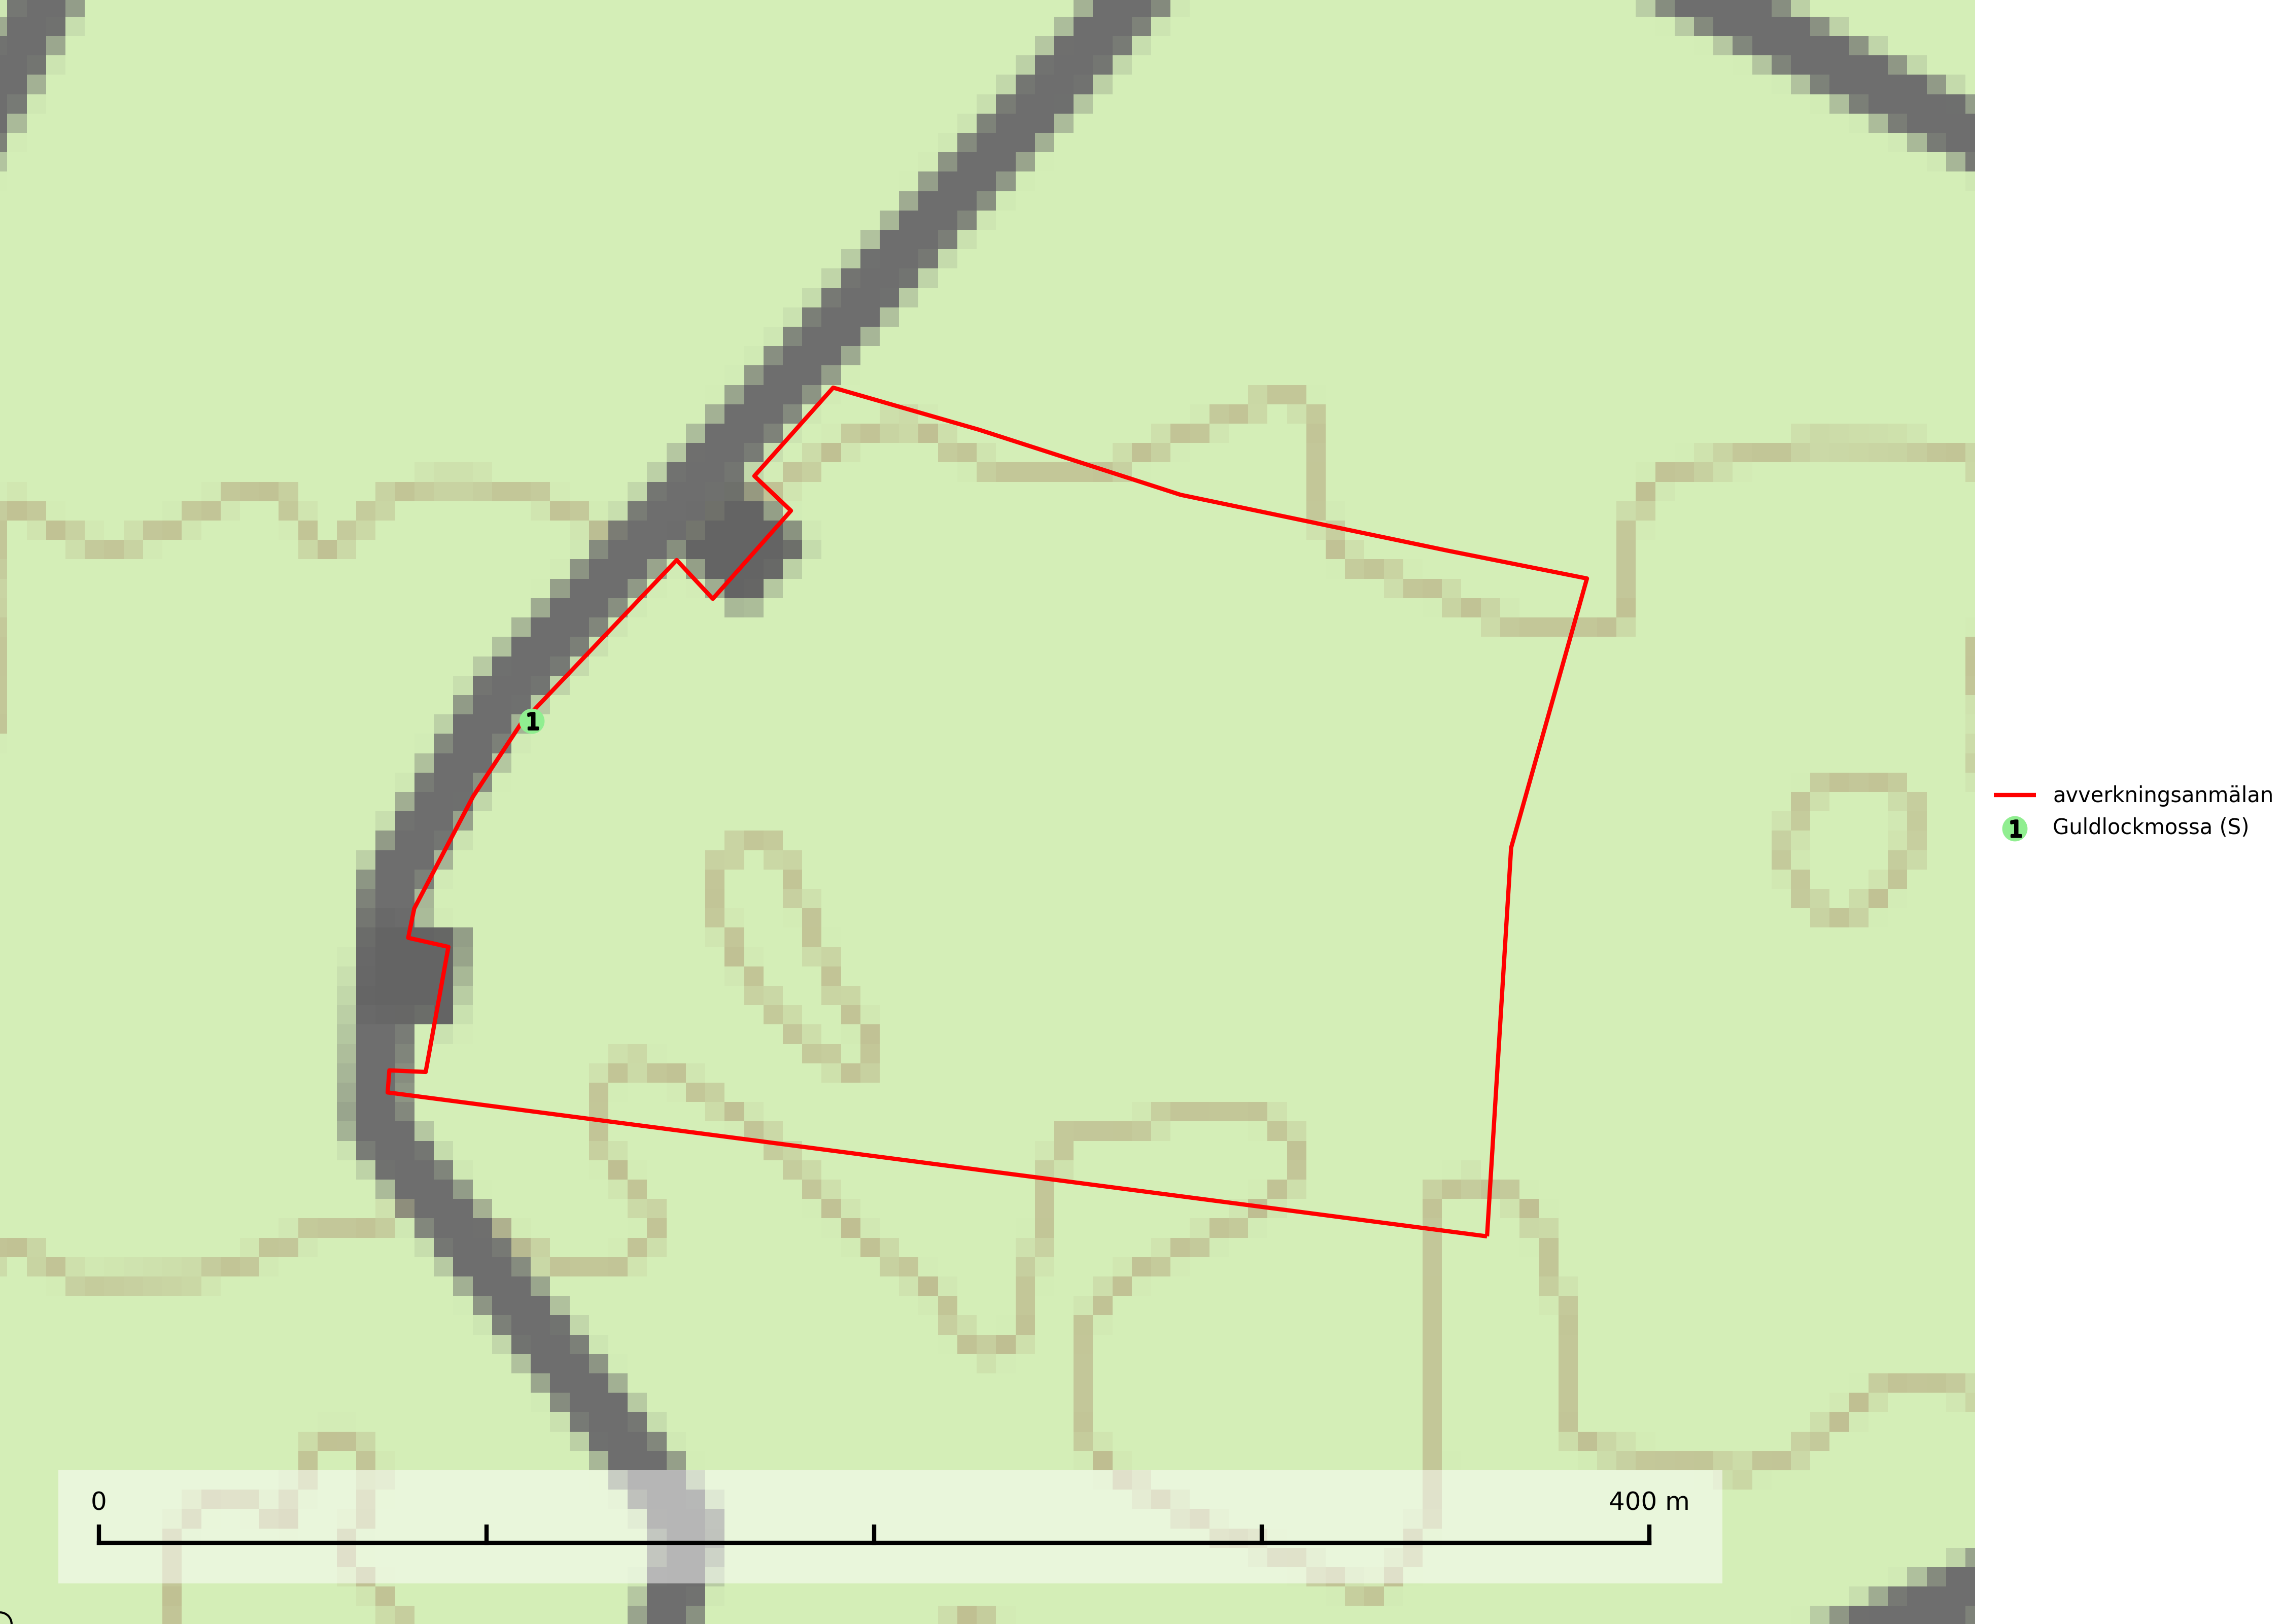 1
avverkningsanmälan
1 Guldlockmossa (S)
0 400 m